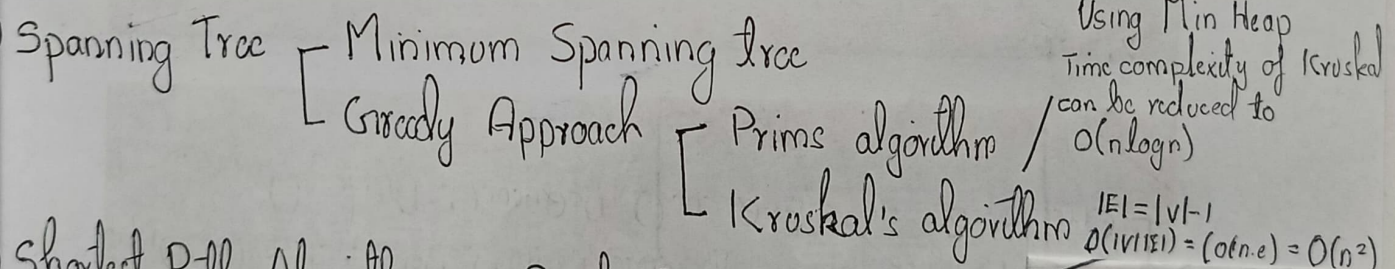 Spanning Tree
Minimum Spanning tree
Greedy Approach
Prims algorithm /
Kruskal's algorithm
Using Min Heap
Time complexity of Kruskal
can be reduced to
O(nlogn)
|E| = |V|-1
O(|V||E|) = (O(n.e) = O(n²)
Shortest